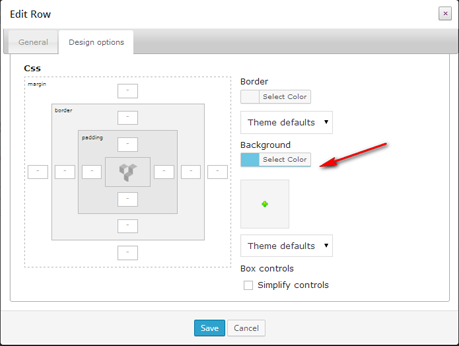 Edit Row
x
General
Design options
Css
margin
border
padding
-
-
-
-
-
-
-
-
-
-
-
-
Border
Select Color
Theme defaults
Background
Select Color
Theme defaults
Box controls
Simplify controls
Save
Cancel